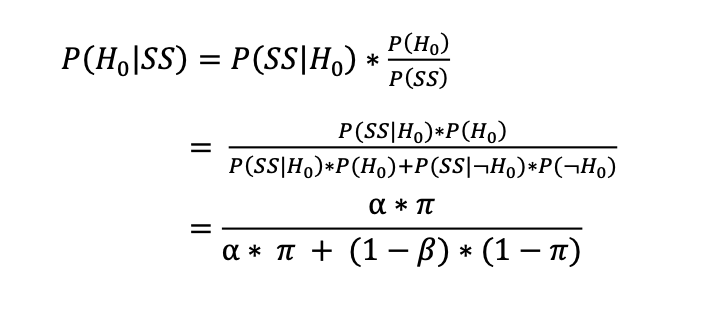 P(H₀|SS) = P(SS|H₀) * P(H₀)/P(SS)
= P(SS|H₀)*P(H₀)/P(SS|H₀)*P(H₀)+P(SS|¬H₀)*P(¬H₀)
= α * π/α * π + (1 − β) * (1 − π)